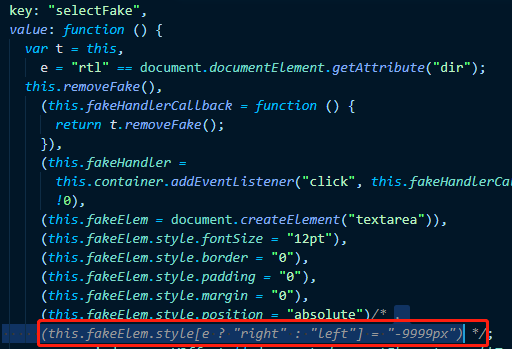 key: "selectFake",
value: function () {
var t = this,
e = "rtl" == document.documentElement.getAttribute("dir");
this.removeFake(),
(this.fakeHandlerCallback = function () {
return t.removeFake();
}),
(this.fakeHandler =
this.container.addEventListener("click", this.fakeHandlerCa
!0),
(this.fakeElem = document.createElement("textarea")),
(this.fakeElem.style.fontSize = "12pt"),
(this.fakeElem.style.border = "0"),
(this.fakeElem.style.padding = "0"),
(this.fakeElem.style.margin = "0"),
(this.fakeElem.style.position = "absolute")/* ,
(this.fakeElem.style[e ? "right" : "left"] = "-9999px") */;